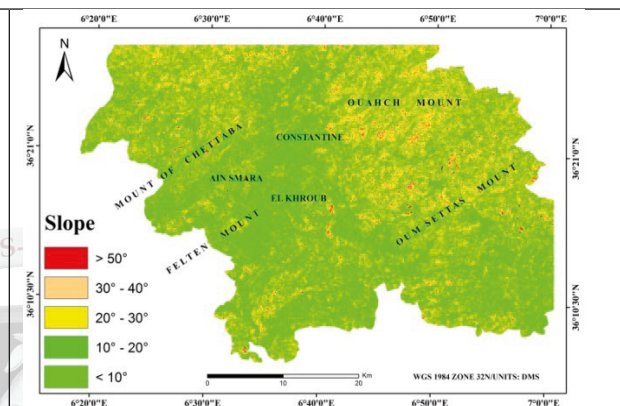 6°20'0"E 6°30'0"E 6°40'0"E 6°50'0"E 7°0'0"E
N
OUAHCH MOUNT
CONSTANTINE
36°21'0"N
36°21'0"N
MOUNT OF CHETTABA
AIN SMARA
EL KHROUB
OUM SETTAS MOUNT
FELTEN MOUNT
Slope
> 50°
30° - 40°
20° - 30°
10° - 20°
< 10°
36°10'30"N
36°10'30"N
Km
0 10 20
WGS 1984 ZONE 32N/UNITS: DMS
6°20'0"E 6°30'0"E 6°40'0"E 6°50'0"E 7°0'0"E